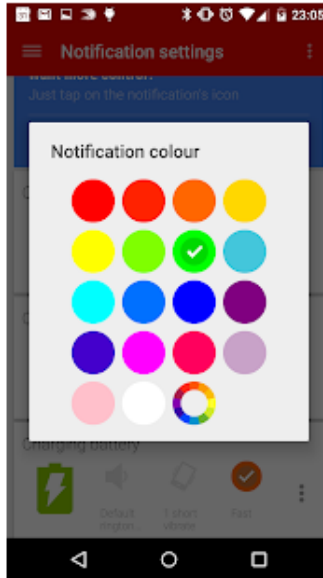 23:05
Notification settings
want more control?
Just tap on the notification's icon
Notification colour
Charging battery
Default
rington...
1 short
vibrate
Fast